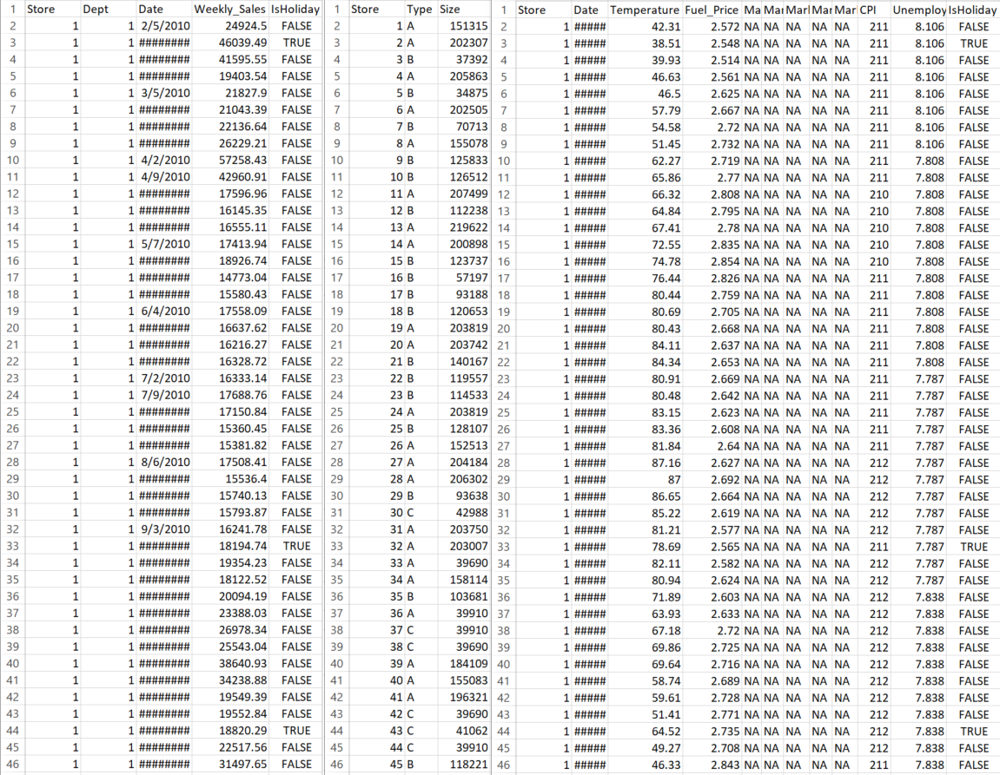 1 Store Dept Date Weekly_Sales IsHoliday 1 Store Type Size 1 Store Date Temperature Fuel_Price Ma Mar Marl Mar Mar CPI Unemploy IsHoliday
2 1 1 2/5/2010 24924.5 FALSE 2 1 A 151315 2 1 ##### 42.31 2.572 NA NA NA NA NA 211 8.106 FALSE
3 1 1 ######## 46039.49 TRUE 3 2 A 202307 3 1 ##### 38.51 2.548 NA NA NA NA NA 211 8.106 TRUE
4 1 1 ######## 41595.55 FALSE 4 3 B 37392 4 1 ##### 39.93 2.514 NA NA NA NA NA 211 8.106 FALSE
5 1 1 ######## 19403.54 FALSE 5 4 A 205863 5 1 ##### 46.63 2.561 NA NA NA NA NA 211 8.106 FALSE
6 1 1 3/5/2010 21827.9 FALSE 6 5 B 34875 6 1 ##### 46.5 2.625 NA NA NA NA NA 211 8.106 FALSE
7 1 1 ######## 21043.39 FALSE 7 6 A 202505 7 1 ##### 57.79 2.667 NA NA NA NA NA 211 8.106 FALSE
8 1 1 ######## 22136.64 FALSE 8 7 B 70713 8 1 ##### 54.58 2.72 NA NA NA NA NA 211 8.106 FALSE
9 1 1 ######## 26229.21 FALSE 9 8 A 155078 9 1 ##### 51.45 2.732 NA NA NA NA NA 211 8.106 FALSE
10 1 1 4/2/2010 57258.43 FALSE 10 9 B 125833 10 1 ##### 62.27 2.719 NA NA NA NA NA 211 7.808 FALSE
11 1 1 4/9/2010 42960.91 FALSE 11 10 B 126512 11 1 ##### 65.86 2.77 NA NA NA NA NA 211 7.808 FALSE
12 1 1 ######## 17596.96 FALSE 12 11 A 207499 12 1 ##### 66.32 2.808 NA NA NA NA NA 210 7.808 FALSE
13 1 1 ######## 16145.35 FALSE 13 12 B 112238 13 1 ##### 64.84 2.795 NA NA NA NA NA 210 7.808 FALSE
14 1 1 ######## 16555.11 FALSE 14 13 A 219622 14 1 ##### 67.41 2.78 NA NA NA NA NA 210 7.808 FALSE
15 1 1 5/7/2010 17413.94 FALSE 15 14 A 200898 15 1 ##### 72.55 2.835 NA NA NA NA NA 210 7.808 FALSE
16 1 1 ######## 18926.74 FALSE 16 15 B 123737 16 1 ##### 74.78 2.854 NA NA NA NA NA 210 7.808 FALSE
17 1 1 ######## 14773.04 FALSE 17 16 B 57197 17 1 ##### 76.44 2.826 NA NA NA NA NA 211 7.808 FALSE
18 1 1 ######## 15580.43 FALSE 18 17 B 93188 18 1 ##### 80.44 2.759 NA NA NA NA NA 211 7.808 FALSE
19 1 1 6/4/2010 17558.09 FALSE 19 18 B 120653 19 1 ##### 80.69 2.705 NA NA NA NA NA 211 7.808 FALSE
20 1 1 ######## 16637.62 FALSE 20 19 A 203819 20 1 ##### 80.43 2.668 NA NA NA NA NA 211 7.808 FALSE
21 1 1 ######## 16216.27 FALSE 21 20 A 203742 21 1 ##### 84.11 2.637 NA NA NA NA NA 211 7.808 FALSE
22 1 1 ######## 16328.72 FALSE 22 21 B 140167 22 1 ##### 84.34 2.653 NA NA NA NA NA 211 7.808 FALSE
23 1 1 7/2/2010 16333.14 FALSE 23 22 B 119557 23 1 ##### 80.91 2.669 NA NA NA NA NA 211 7.787 FALSE
24 1 1 7/9/2010 17688.76 FALSE 24 23 B 114533 24 1 ##### 80.48 2.642 NA NA NA NA NA 211 7.787 FALSE
25 1 1 ######## 17150.84 FALSE 25 24 A 203819 25 1 ##### 83.15 2.623 NA NA NA NA NA 211 7.787 FALSE
26 1 1 ######## 15360.45 FALSE 26 25 B 128107 26 1 ##### 83.36 2.608 NA NA NA NA NA 211 7.787 FALSE
27 1 1 ######## 15381.82 FALSE 27 26 A 152513 27 1 ##### 81.84 2.64 NA NA NA NA NA 211 7.787 FALSE
28 1 1 8/6/2010 17508.41 FALSE 28 27 A 204184 28 1 ##### 87.16 2.627 NA NA NA NA NA 212 7.787 FALSE
29 1 1 ######## 15536.4 FALSE 29 28 A 206302 29 1 ##### 87 2.692 NA NA NA NA NA 212 7.787 FALSE
30 1 1 ######## 15740.13 FALSE 30 29 B 93638 30 1 ##### 86.65 2.664 NA NA NA NA NA 212 7.787 FALSE
31 1 1 ######## 15793.87 FALSE 31 30 C 42988 31 1 ##### 85.22 2.619 NA NA NA NA NA 212 7.787 FALSE
32 1 1 9/3/2010 16241.78 FALSE 32 31 A 203750 32 1 ##### 81.21 2.577 NA NA NA NA NA 212 7.787 FALSE
33 1 1 ######## 18194.74 TRUE 33 32 A 203007 33 1 ##### 78.69 2.565 NA NA NA NA NA 211 7.787 TRUE
34 1 1 ######## 19354.23 FALSE 34 33 A 39690 34 1 ##### 82.11 2.582 NA NA NA NA NA 212 7.787 FALSE
35 1 1 ######## 18122.52 FALSE 35 34 A 158114 35 1 ##### 80.94 2.624 NA NA NA NA NA 212 7.787 FALSE
36 1 1 ######## 20094.19 FALSE 36 35 B 103681 36 1 ##### 71.89 2.603 NA NA NA NA NA 212 7.838 FALSE
37 1 1 ######## 23388.03 FALSE 37 36 A 39910 37 1 ##### 63.93 2.633 NA NA NA NA NA 212 7.838 FALSE
38 1 1 ######## 26978.34 FALSE 38 37 C 39910 38 1 ##### 67.18 2.72 NA NA NA NA NA 212 7.838 FALSE
39 1 1 ######## 25543.04 FALSE 39 38 C 39690 39 1 ##### 69.86 2.725 NA NA NA NA NA 212 7.838 FALSE
40 1 1 ######## 38640.93 FALSE 40 39 A 184109 40 1 ##### 69.64 2.716 NA NA NA NA NA 212 7.838 FALSE
41 1 1 ######## 34238.88 FALSE 41 40 A 155083 41 1 ##### 58.74 2.689 NA NA NA NA NA 212 7.838 FALSE
42 1 1 ######## 19549.39 FALSE 42 41 A 196321 42 1 ##### 59.61 2.728 NA NA NA NA NA 212 7.838 FALSE
43 1 1 ######## 19552.84 FALSE 43 42 C 39690 43 1 ##### 51.41 2.771 NA NA NA NA NA 212 7.838 FALSE
44 1 1 ######## 18820.29 TRUE 44 43 C 41062 44 1 ##### 64.52 2.735 NA NA NA NA NA 212 7.838 TRUE
45 1 1 ######## 22517.56 FALSE 45 44 C 39910 45 1 ##### 49.27 2.708 NA NA NA NA NA 212 7.838 FALSE
46 1 1 ######## 31497.65 FALSE 46 45 B 118221 46 1 ##### 46.33 2.843 NA NA NA NA NA 212 7.838 FALSE